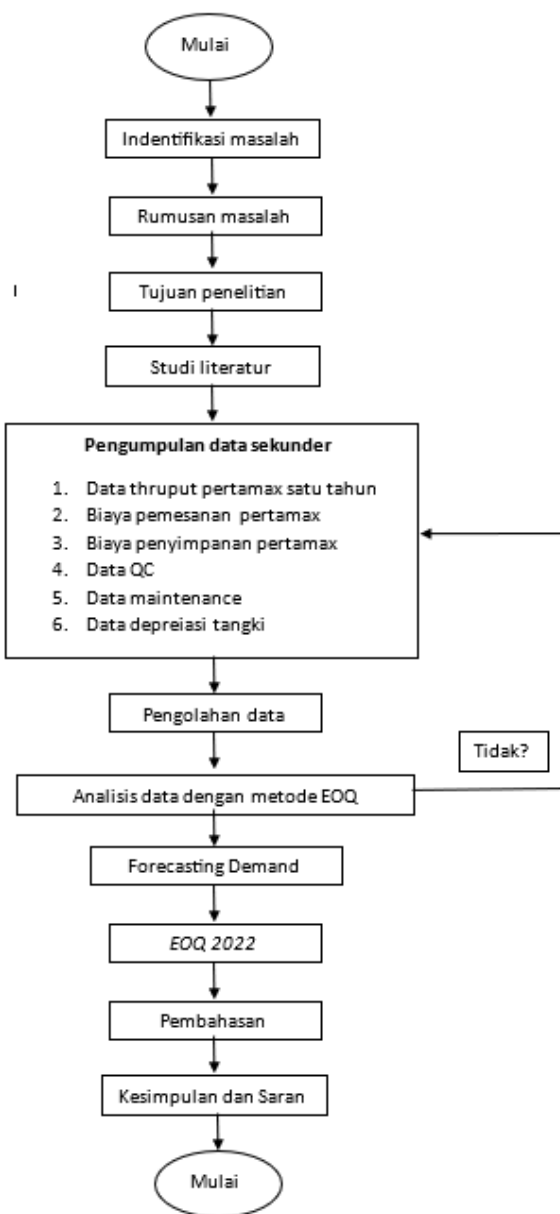 Mulai
Indentifikasi masalah
Rumusan masalah
I
Tujuan penelitian
Studi literatur
Pengumpulan data sekunder
1. Data thruput pertamax satu tahun
2. Biaya pemesanan pertamax
3. Biaya penyimpanan pertamax
4. Data QC
5. Data maintenance
6. Data depreiasi tangki
Pengolahan data
Tidak?
Analisis data dengan metode EOQ
Forecasting Demand
EOQ 2022
Pembahasan
Kesimpulan dan Saran
Mulai